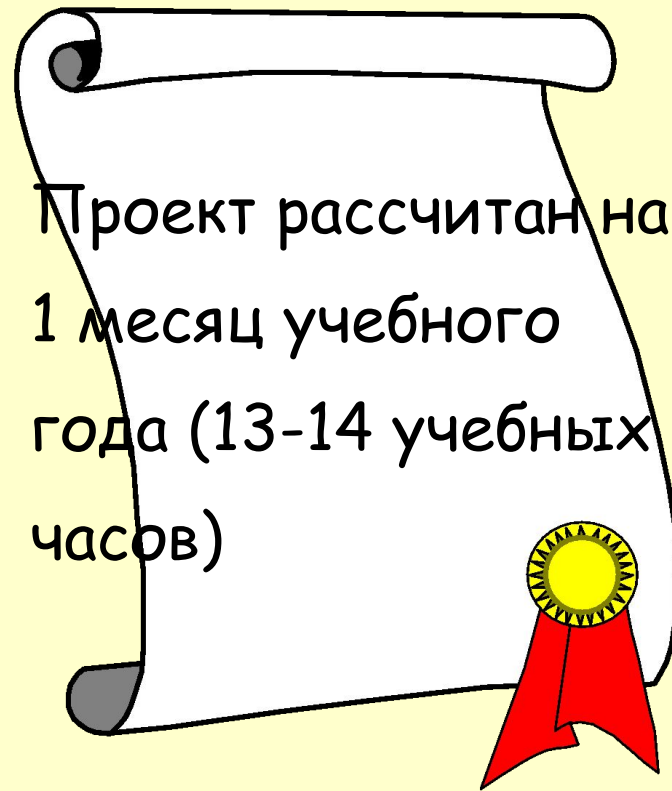 Проект рассчитан на
1 месяц учебного
года (13-14 учебных
часов)